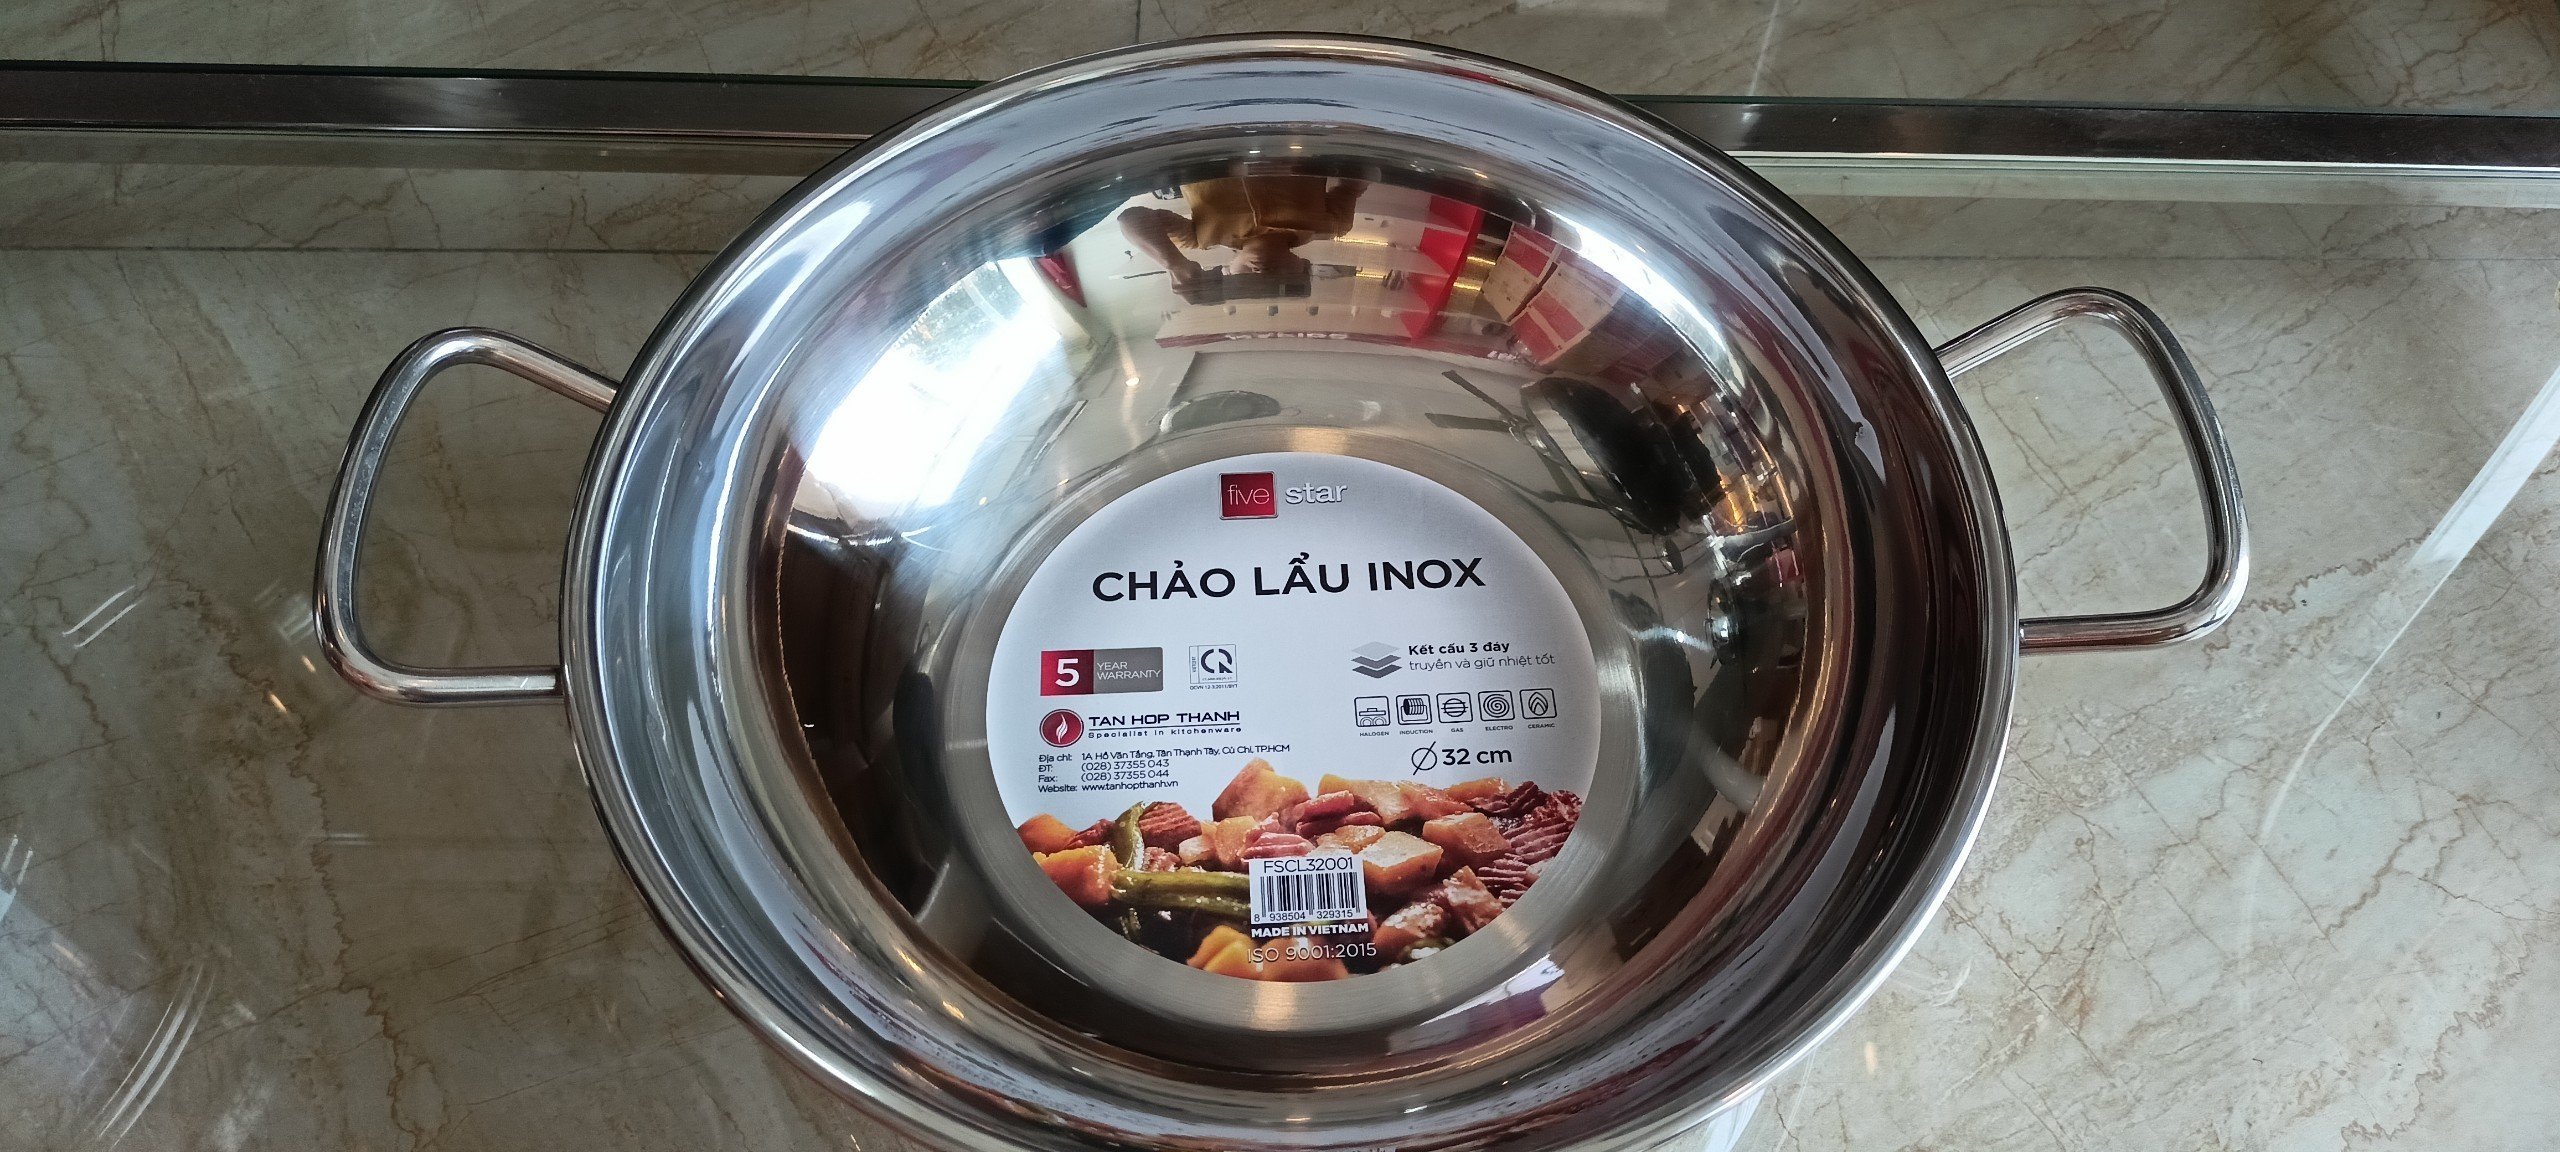 five star
CHẢO LẨU INOX
5 YEAR
WARRANTY
QCVN 12-3:2011/BYT
Kết cấu 3 đáy
truyền và giữ nhiệt tốt
TAN HOP THANH
Specialist in kitchenware
Địa chỉ: 1A Hồ Văn Tắng, Tân Thạnh Tây, Củ Chi, TP.HCM
ĐT: (028) 37355 043
Fax: (028) 37355 044
Website: www.tanhopthanh.vn
HALOGEN INDUCTION GAS ELECTRO CERAMIC
Ø 32 cm
FSCL32001
8 938504 329315
MADE IN VIETNAM
ISO 9001:2015